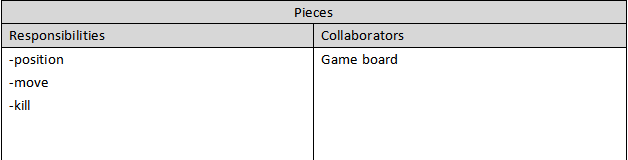 Pieces
Responsibilities
Collaborators
-position
Game board
-move
-kill